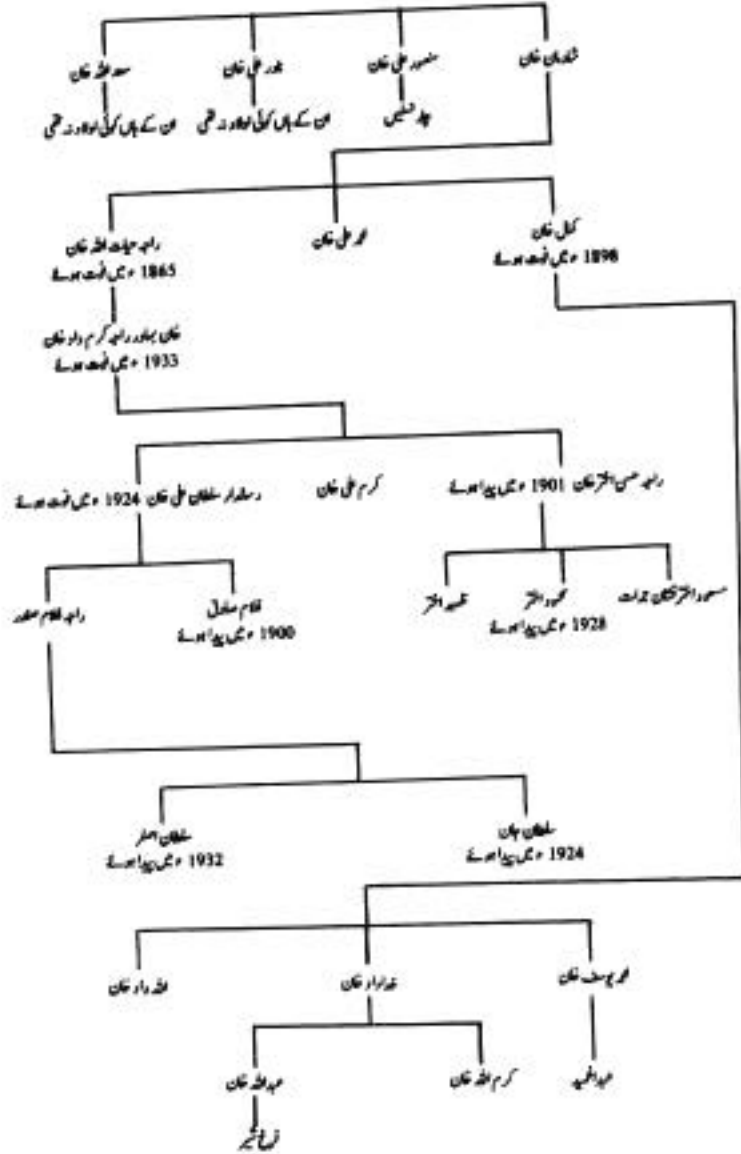 شادمان خان
منصور علی خان
بہادر علی خان
سعد اللہ خان
چار نسلیں
ان کے ہاں کوئی اولاد نہ تھی
ان کے ہاں کوئی اولاد نہ تھی
کمال خان
1898ء میں فوت ہوئے
محمد علی خان
راجہ حیات اللہ خان
1865ء میں فوت ہوئے
خان بہادر راجہ کرم داد خان
1933ء میں فوت ہوئے
راجہ حسن اختر خان 1901ء میں پیدا ہوئے
کرم علی خان
رسالدار سلطان علی خان 1924ء میں فوت ہوئے
مسعود اختر
محمود اختر
1928ء میں پیدا ہوئے
اختر
غلام صادق
1900ء میں پیدا ہوئے
راجہ غلام صفدر
سلطان جان
1924ء میں پیدا ہوئے
سلطان اصغر
1932ء میں پیدا ہوئے
محمد یوسف خان
خداداد خان
اللہ داد خان
عبدالحمید
کرم اللہ خان
عبداللہ خان